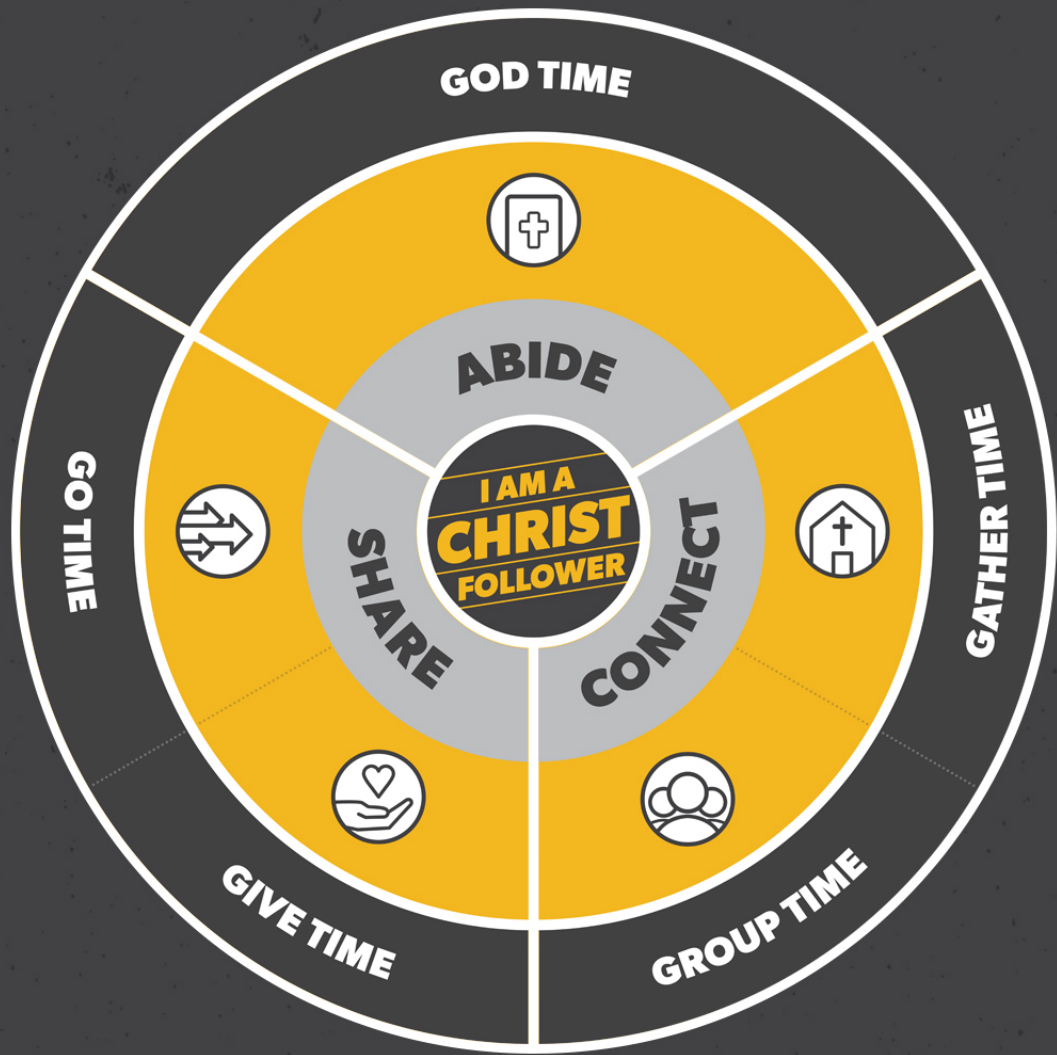 GOD TIME
ABIDE
I AM A
CHRIST
FOLLOWER
CONNECT
GATHER TIME
GROUP TIME
SHARE
GO TIME
GIVE TIME